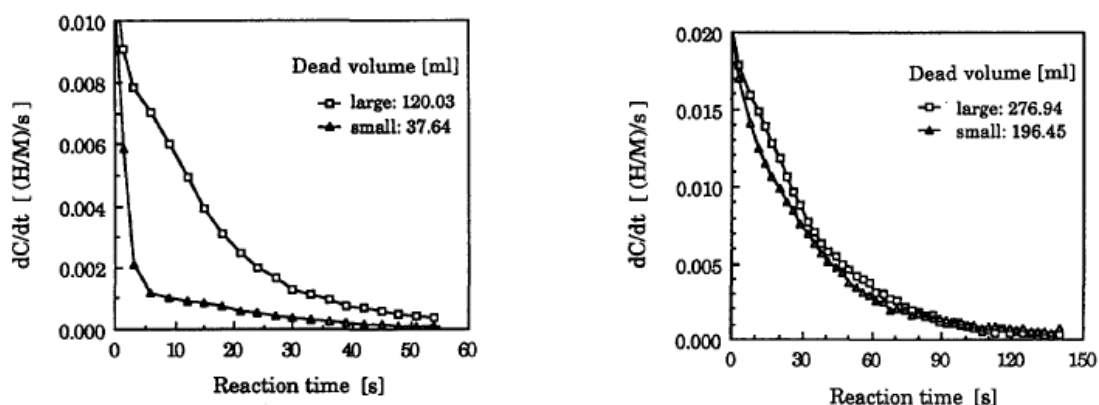 0.010
0.008
0.006
0.004
0.002
0.000
dC/dt [ (H/M)/s ]
Dead volume [ml]
large: 120.03
small: 37.64
0 10 20 30 40 50 60
Reaction time [s]
0.020
0.015
0.010
0.005
0.000
dC/dt [ (H/M)/s ]
Dead volume [ml]
large: 276.94
small: 196.45
0 30 60 90 120 150
Reaction time [s]